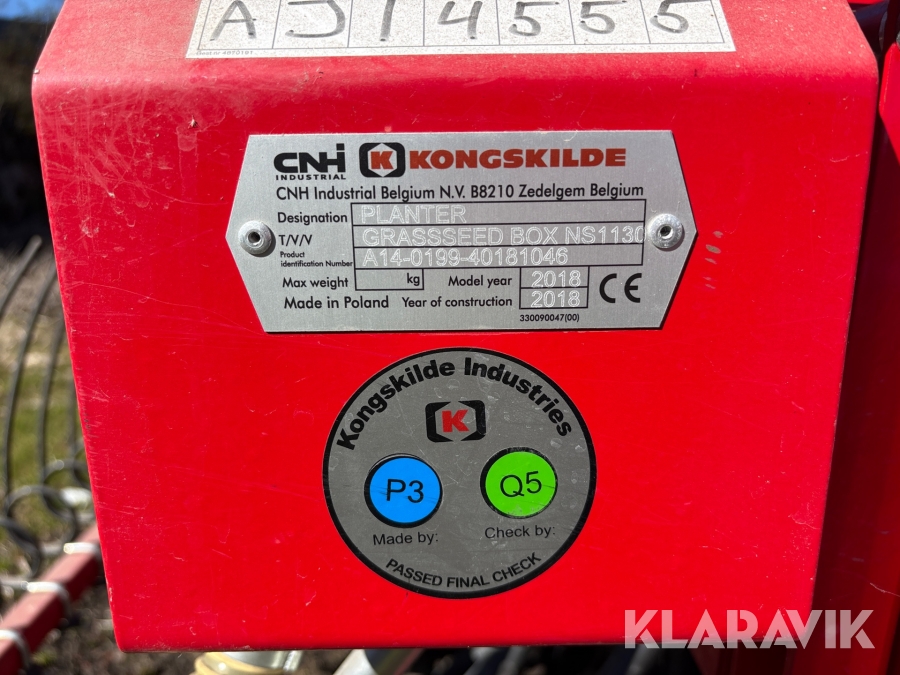 AJ14555
CNH INDUSTRIAL K KONGSKILDE
CNH Industrial Belgium N.V. B8210 Zedelgem Belgium
Designation PLANTER
T/V/V GRASSSEED BOX NS1130
Product identification Number A14-0199-40181046
Max weight kg Model year 2018
Made in Poland Year of construction 2018 CE
330090047(00)
Kongskilde Industries
K
P3 Q5
Made by: Check by:
PASSED FINAL CHECK
KLARAVIK